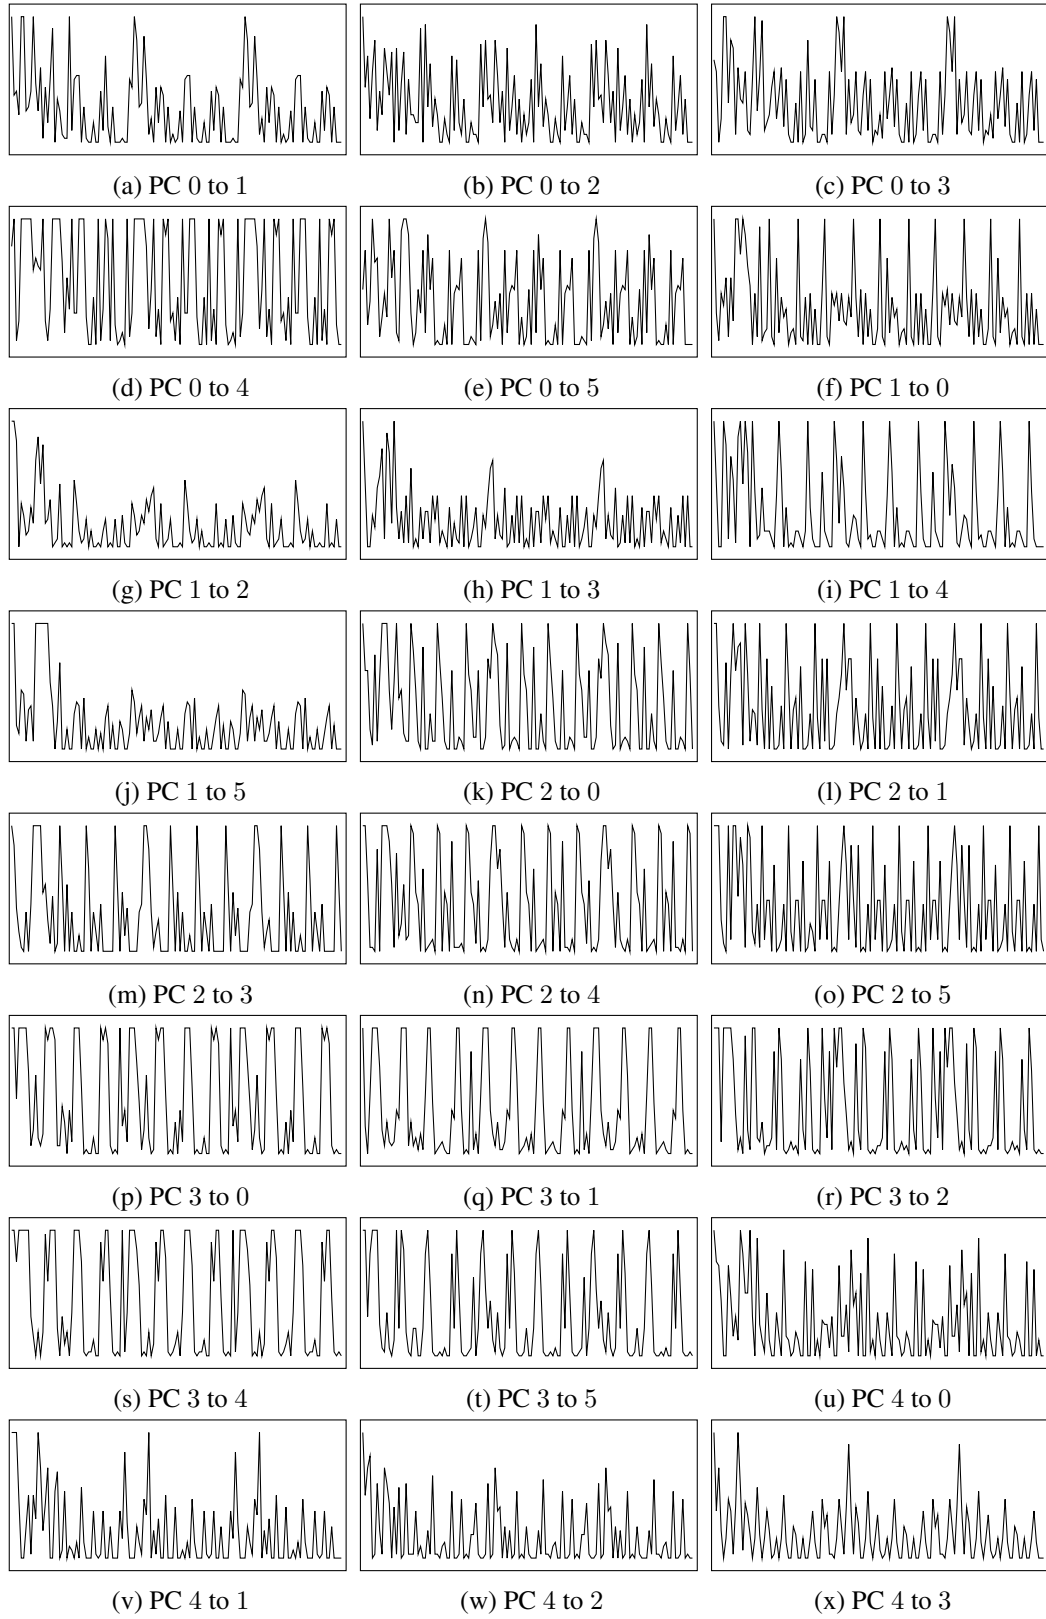 (a) PC 0 to 1 (b) PC 0 to 2 (c) PC 0 to 3
(d) PC 0 to 4 (e) PC 0 to 5 (f) PC 1 to 0
(g) PC 1 to 2 (h) PC 1 to 3 (i) PC 1 to 4
(j) PC 1 to 5 (k) PC 2 to 0 (l) PC 2 to 1
(m) PC 2 to 3 (n) PC 2 to 4 (o) PC 2 to 5
(p) PC 3 to 0 (q) PC 3 to 1 (r) PC 3 to 2
(s) PC 3 to 4 (t) PC 3 to 5 (u) PC 4 to 0
(v) PC 4 to 1 (w) PC 4 to 2 (x) PC 4 to 3